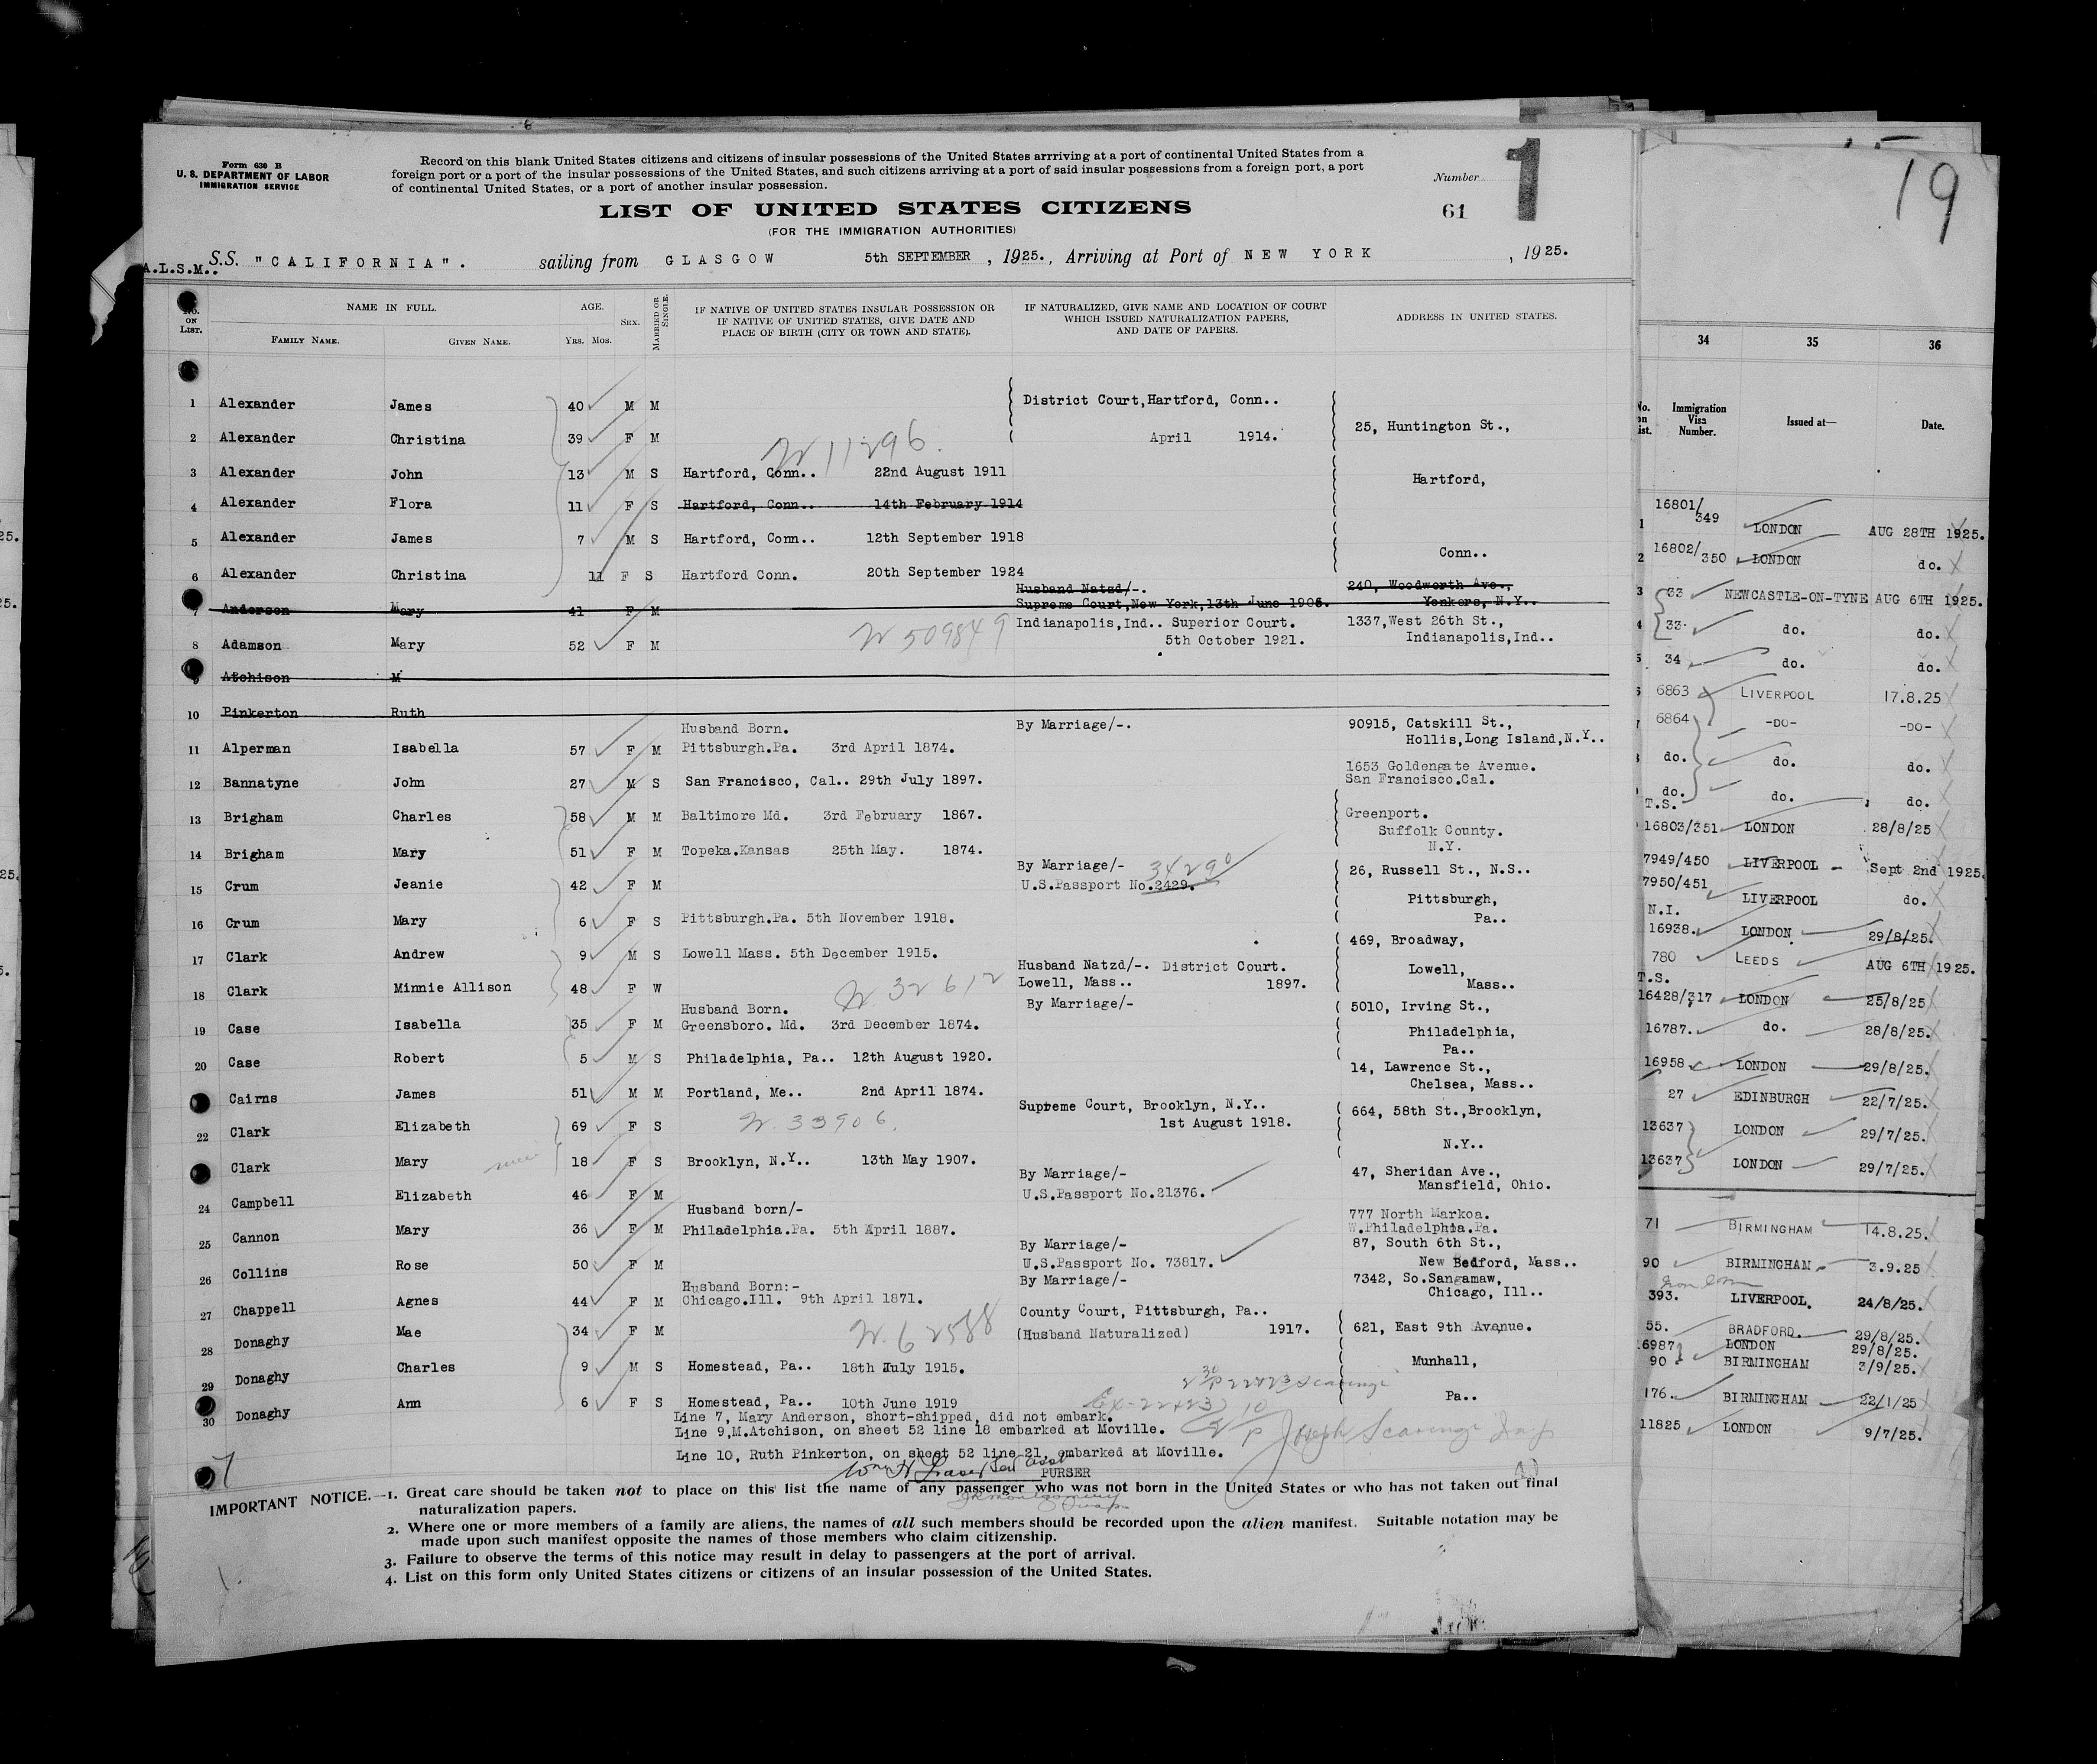 Form 630 B
U. S. DEPARTMENT OF LABOR
IMMIGRATION SERVICE
Record on this blank United States citizens and citizens of insular possessions of the United States arrriving at a port of continental United States from a
foreign port or a port of the insular possessions of the United States, and such citizens arriving at a port of said insular possessions from a foreign port, a port
of continental United States, or a port of another insular possession.
Number
1
61
LIST OF UNITED STATES CITIZENS
(FOR THE IMMIGRATION AUTHORITIES)
A.L.S.M..
S.S. "CALIFORNIA". sailing from GLASGOW 5th SEPTEMBER , 1925., Arriving at Port of NEW YORK , 1925.
No. ON LIST. NAME IN FULL. AGE. SEX. MARRIED OR SINGLE. IF NATIVE OF UNITED STATES INSULAR POSSESSION OR IF NATIVE OF UNITED STATES, GIVE DATE AND PLACE OF BIRTH (CITY OR TOWN AND STATE). IF NATURALIZED, GIVE NAME AND LOCATION OF COURT WHICH ISSUED NATURALIZATION PAPERS, AND DATE OF PAPERS. ADDRESS IN UNITED STATES.
FAMILY NAME. GIVEN NAME. YRS. MOS.
1 Alexander James 40 M M District Court,Hartford, Conn..
2 Alexander Christina 39 F M April 1914. 25, Huntington St.,
11296.
3 Alexander John 13 M S Hartford, Conn.. 22nd August 1911 Hartford,
4 Alexander Flora 11 F S Hartford, Conn.. 14th February 1914
5 Alexander James 7 M S Hartford, Conn.. 12th September 1918 Conn..
6 Alexander Christina 11 F S Hartford Conn. 20th September 1924
Husband Natzd/-. 240, Woodworth Ave.,
7 Anderson Mary 41 F M Supreme Court,New York,13th June 1905. Yonkers, N.Y..
Indianapolis,Ind.. Superior Court. 1337,West 26th St.,
8 Adamson Mary 52 F M 509849 5th October 1921. Indianapolis,Ind..
9 Atchison M
10 Pinkerton Ruth
Husband Born. By Marriage/-. 90915, Catskill St.,
11 Alperman Isabella 57 F M Pittsburgh.Pa. 3rd April 1874. Hollis,Long Island,N.Y..
1653 Goldengate Avenue.
12 Bannatyne John 27 M S San Francisco, Cal.. 29th July 1897. San Francisco.Cal.
13 Brigham Charles 58 M M Baltimore Md. 3rd February 1867. Greenport.
Suffolk County.
14 Brigham Mary 51 F M Topeka.Kansas 25th May. 1874. N.Y.
By Marriage/- 34290 26, Russell St., N.S..
15 Crum Jeanie 42 F M U.S.Passport No.2429.
Pittsburgh,
16 Crum Mary 6 F S Pittsburgh.Pa. 5th November 1918. Pa..
469, Broadway,
17 Clark Andrew 9 M S Lowell Mass. 5th December 1915.
Husband Natzd/-. District Court. Lowell,
18 Clark Minnie Allison 48 F W 32612 Lowell, Mass.. 1897. Mass..
Husband Born. By Marriage/- 5010, Irving St.,
19 Case Isabella 35 F M Greensboro. Md. 3rd December 1874. Philadelphia,
Pa..
20 Case Robert 5 M S Philadelphia, Pa.. 12th August 1920.
14, Lawrence St.,
Cairns James 51 M M Portland, Me.. 2nd April 1874. Chelsea, Mass..
Supreme Court, Brooklyn, N.Y.. 664, 58th St.,Brooklyn,
22 Clark Elizabeth 69 F S 33906. 1st August 1918.
N.Y..
Clark Mary 18 F S Brooklyn, N.Y.. 13th May 1907.
By Marriage/- 47, Sheridan Ave.,
24 Campbell Elizabeth 46 F M U.S.Passport No.21376. Mansfield, Ohio.
Husband born/- 777 North Markoa.
25 Cannon Mary 36 F M Philadelphia.Pa. 5th April 1887. W.Philadelphia.Pa.
By Marriage/- 87, South 6th St.,
26 Collins Rose 50 F M U.S.Passport No. 73817. New Bedford, Mass..
Husband Born:- By Marriage/- 7342, So.Sangamaw,
27 Chappell Agnes 44 F M Chicago.Ill. 9th April 1871. Chicago, Ill..
County Court, Pittsburgh, Pa..
28 Donaghy Mae 34 F M 62588 (Husband Naturalized) 1917. 621, East 9th Avenue.
29 Donaghy Charles 9 M S Homestead, Pa.. 18th July 1915. Munhall,
30 Donaghy Ann 6 F S Homestead, Pa.. 10th June 1919 Pa..
Line 7, Mary Anderson, short-shipped, did not embark.
Line 9,M.Atchison, on sheet 52 line 18 embarked at Moville.
Line 10, Ruth Pinkerton, on sheet 52 line 21, embarked at Moville.
PURSER
IMPORTANT NOTICE.—1. Great care should be taken not to place on this list the name of any passenger who was not born in the United States or who has not taken out final
naturalization papers.
2. Where one or more members of a family are aliens, the names of all such members should be recorded upon the alien manifest. Suitable notation may be
made upon such manifest opposite the names of those members who claim citizenship.
3. Failure to observe the terms of this notice may result in delay to passengers at the port of arrival.
4. List on this form only United States citizens or citizens of an insular possession of the United States.
19
34 35 36
Immigration Visa Number. Issued at— Date.
16801/349 LONDON AUG 28TH 1925.
16802/350 LONDON do.
33 NEWCASTLE-ON-TYNE AUG 6TH 1925.
33 do. do.
34 do. do.
6863 LIVERPOOL 17.8.25
6864 -DO- -DO-
do. do. do.
do. do. do.
T.S.
16803/351 LONDON 28/8/25
7949/450 LIVERPOOL Sept 2nd 1925.
7950/451 LIVERPOOL do.
N.I.
16938. LONDON 29/8/25.
780 LEEDS AUG 6TH 1925.
T.S.
16428/317 LONDON 25/8/25
16787. do. 28/8/25.
16958 LONDON 29/8/25.
27 EDINBURGH 22/7/25.
13637 LONDON 29/7/25.
13637 LONDON 29/7/25.
71 BIRMINGHAM 14.8.25.
90 BIRMINGHAM 3.9.25
393. LIVERPOOL. 24/8/25.
55. BRADFORD. 29/8/25.
16987 LONDON 29/8/25.
90 BIRMINGHAM 3/9/25.
176. BIRMINGHAM 22/1/25
11825 LONDON 9/7/25.